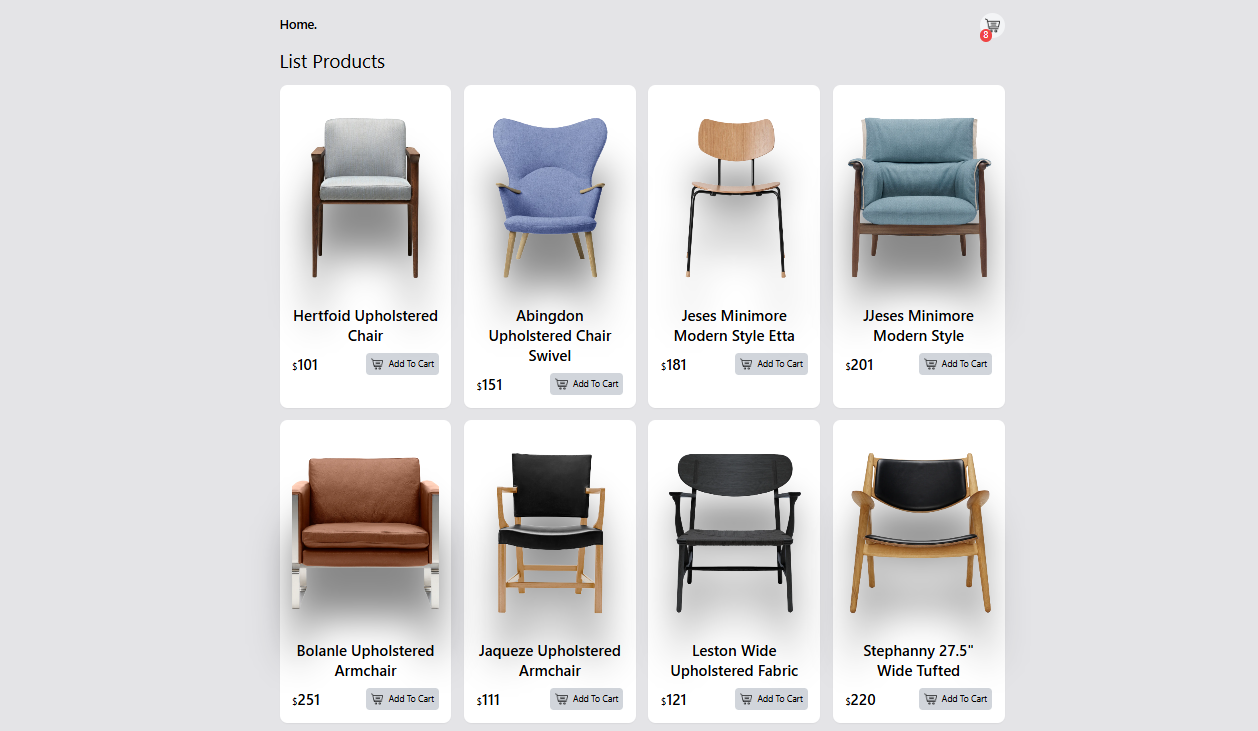 Home.
8
List Products
Hertfoid Upholstered
Chair
$101
Add To Cart
Abingdon
Upholstered Chair
Swivel
$151
Add To Cart
Jeses Minimore
Modern Style Etta
$181
Add To Cart
JJeses Minimore
Modern Style
$201
Add To Cart
Bolanle Upholstered
Armchair
$251
Add To Cart
Jaqueze Upholstered
Armchair
$111
Add To Cart
Leston Wide
Upholstered Fabric
$121
Add To Cart
Stephanny 27.5"
Wide Tufted
$220
Add To Cart